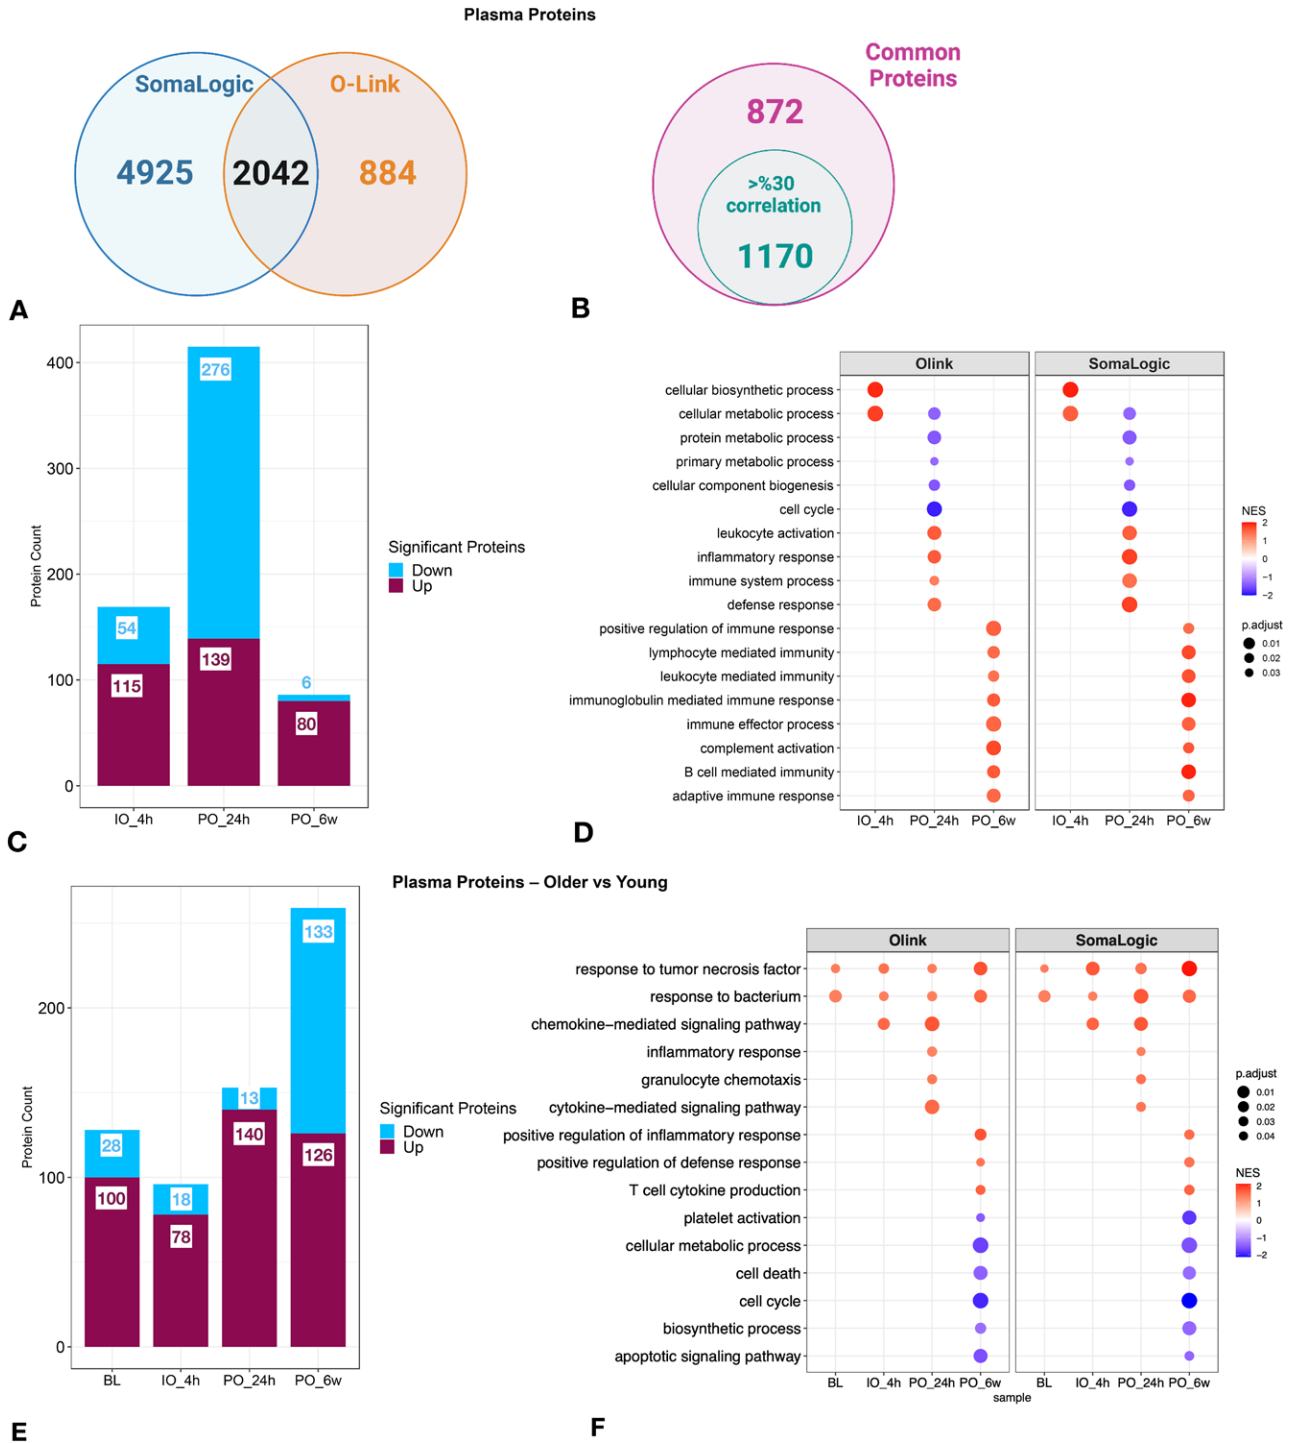 Plasma Proteins
SomaLogic
O-Link
4925
2042
884
Common
Proteins
872
>%30
correlation
1170
A
B
Protein Count
400
300
200
100
0
276
54
115
139
6
80
IO_4h
PO_24h
PO_6w
Significant Proteins
Down
Up
C
Olink
SomaLogic
cellular biosynthetic process
cellular metabolic process
protein metabolic process
primary metabolic process
cellular component biogenesis
cell cycle
leukocyte activation
inflammatory response
immune system process
defense response
positive regulation of immune response
lymphocyte mediated immunity
leukocyte mediated immunity
immunoglobulin mediated immune response
immune effector process
complement activation
B cell mediated immunity
adaptive immune response
IO_4h
PO_24h
PO_6w
IO_4h
PO_24h
PO_6w
NES
2
1
0
−1
−2
p.adjust
0.01
0.02
0.03
D
Plasma Proteins – Older vs Young
Protein Count
200
100
0
133
13
28
140
126
18
100
78
BL
IO_4h
PO_24h
PO_6w
Significant Proteins
Down
Up
E
Olink
SomaLogic
response to tumor necrosis factor
response to bacterium
chemokine−mediated signaling pathway
inflammatory response
granulocyte chemotaxis
cytokine−mediated signaling pathway
positive regulation of inflammatory response
positive regulation of defense response
T cell cytokine production
platelet activation
cellular metabolic process
cell death
cell cycle
biosynthetic process
apoptotic signaling pathway
BL
IO_4h
PO_24h
PO_6w
BL
IO_4h
PO_24h
PO_6w
sample
p.adjust
0.01
0.02
0.03
0.04
NES
2
1
0
−1
−2
F